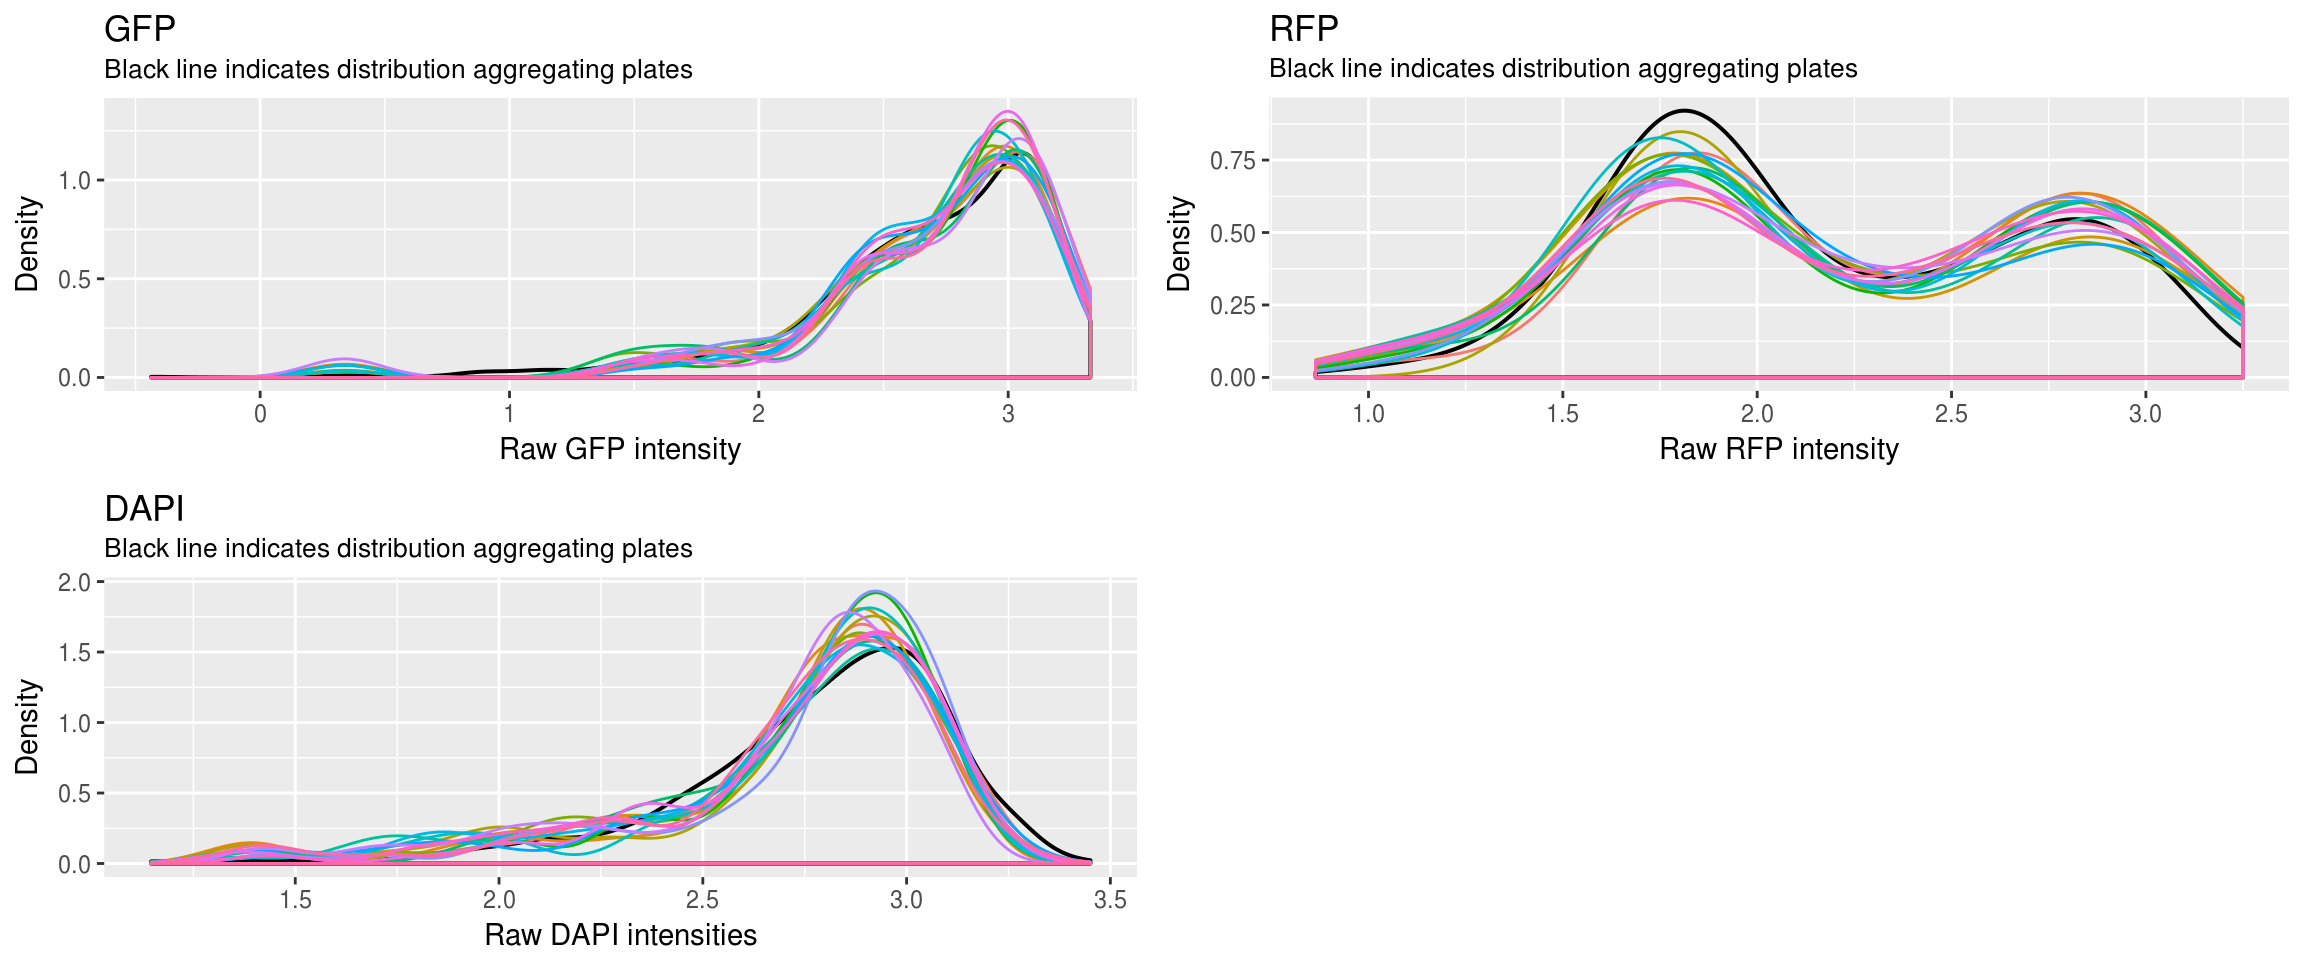 GFP
Black line indicates distribution aggregating plates
Density
1.0
0.5
0.0
0 1 2 3
Raw GFP intensity
RFP
Black line indicates distribution aggregating plates
Density
0.75
0.50
0.25
0.00
1.0 1.5 2.0 2.5 3.0
Raw RFP intensity
DAPI
Black line indicates distribution aggregating plates
Density
2.0
1.5
1.0
0.5
0.0
1.5 2.0 2.5 3.0 3.5
Raw DAPI intensities